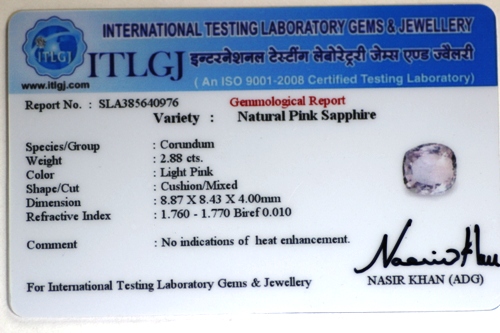 INTERNATIONAL TESTING LABORATORY GEMS & JEWELLERY
ITLGJ
ITLGJ इन्टरनेशनल टेस्टींग लेबोरेट्री जेम्स एण्ड ज्वैलरी
www.itlgj.com
( An ISO 9001-2008 Certified Testing Laboratory)
Report No. : SLA385640976
Gemmological Report
Variety : Natural Pink Sapphire
Species/Group : Corundum
Weight : 2.88 cts.
Color : Light Pink
Shape/Cut : Cushion/Mixed
Dimension : 8.87 X 8.43 X 4.00mm
Refractive Index : 1.760 - 1.770 Biref 0.010
Comment : No indications of heat enhancement.
For International Testing Laboratory Gems & Jewellery
NASIR KHAN (ADG)